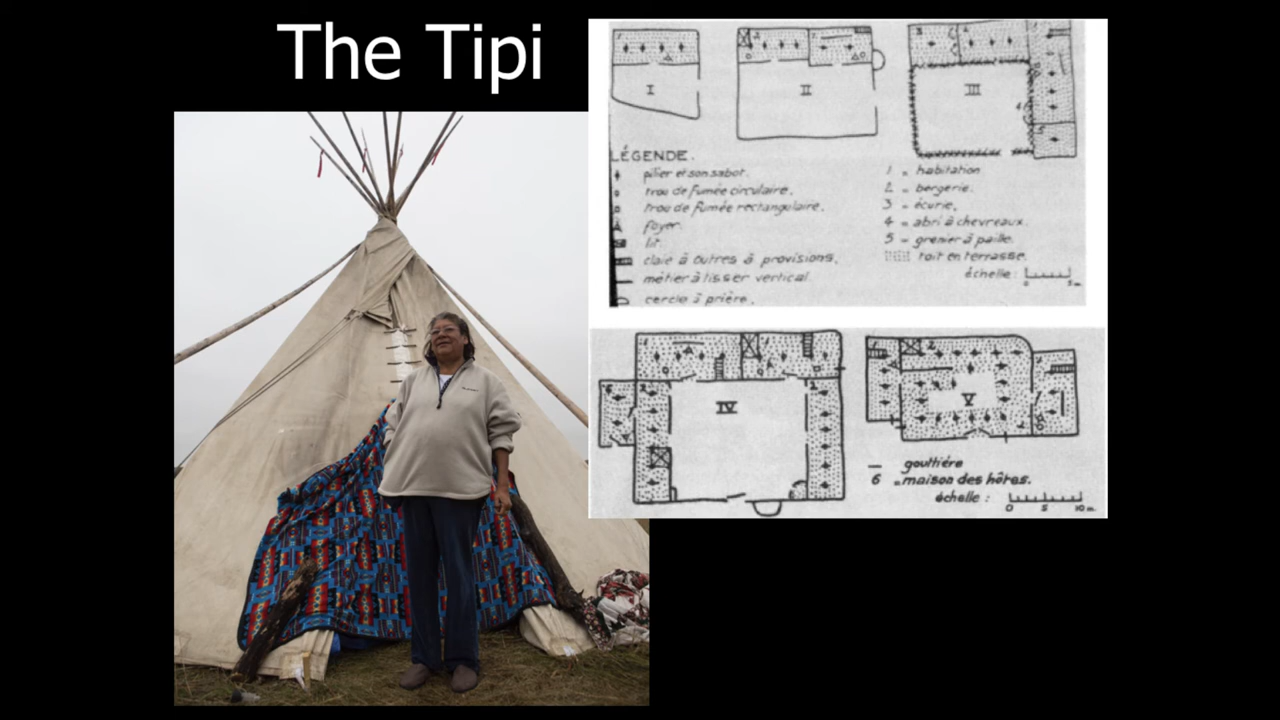 The Tipi
I
II
III
LÉGENDE.
pilier et son sabot.
trou de fumée circulaire.
trou de fumée rectangulaire.
foyer.
lit.
claie à outres à provisions.
métier à tisser vertical
cercle à prière.
1 = habitation
2 = bergerie.
3 = écurie.
4 = abri à chevreaux.
5 = grenier à paille.
toit en terrasse.
échelle :
IV
V
gouttiére
6 = maison des hôtes.
échelle :
0 5 10 m.